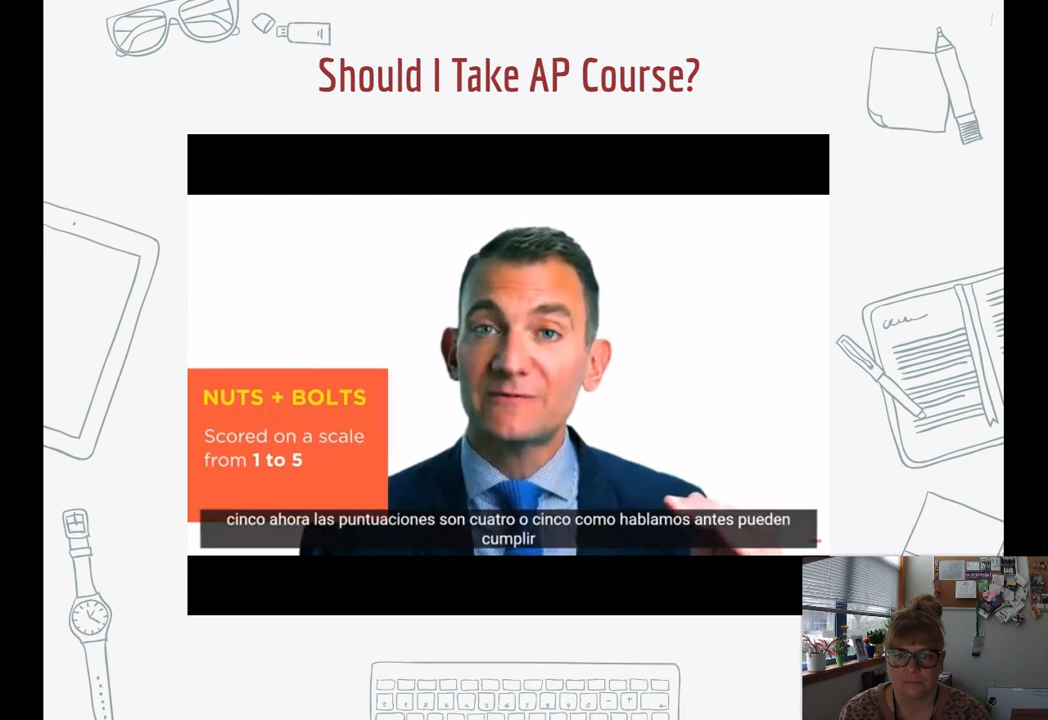 Should I Take AP Course?
NUTS + BOLTS
Scored on a scale
from 1 to 5
cinco ahora las puntuaciones son cuatro o cinco como hablamos antes pueden
cumplir